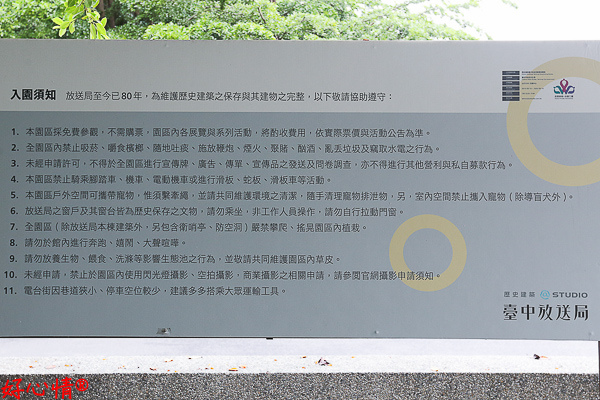 入園須知 放送局至今已80年，為維護歷史建築之保存與其建物之完整，以下敬請協助遵守：
1. 本園區採免費參觀，不需購票，園區內各展覽與系列活動，將酌收費用，依實際票價與活動公告為準。
2. 全園區內禁止吸菸、嚼食檳榔、隨地吐痰、施放鞭炮、煙火、聚賭、酗酒、亂丟垃圾及竊取水電之行為。
3. 未經申請許可，不得於全園區進行宣傳牌、廣告、傳單、宣傳品之發送及問卷調查，亦不得進行其他營利與私自募款行為。
4. 本園區禁止騎乘腳踏車、機車、電動機車或進行滑板、蛇板、滑板車等活動。
5. 本園區戶外空間可攜帶寵物，惟須繫牽繩，並請共同維護環境之清潔，隨手清理寵物排泄物，另，室內空間禁止攜入寵物（除導盲犬外）。
6. 放送局之窗戶及其窗台皆為歷史保存之文物，請勿乘坐，非工作人員操作，請勿自行拉動門窗。
7. 全園區（除放送局本棟建築外，另包含衛哨亭、防空洞）嚴禁攀爬、搖晃園區內植栽。
8. 請勿於館內進行奔跑、嬉鬧、大聲喧嘩。
9. 請勿放養生物、餵食、洗滌等影響生態池之行為，並敬請共同維護園區內草皮。
10. 未經申請，禁止於園區內使用閃光燈攝影、空拍攝影，商業攝影之相關申請，請參閱官網攝影申請須知。
11. 電台街因巷道狹小、停車空位較少，建議多多搭乘大眾運輸工具。
歷史建築 STUDIO
臺中放送局
好心情